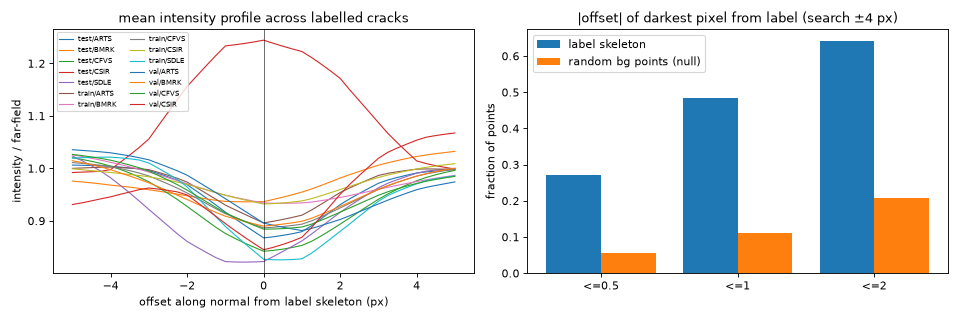 mean intensity profile across labelled cracks
1.2
1.1
1.0
0.9
intensity / far-field
−4
−2
0
2
4
offset along normal from label skeleton (px)
test/ARTS
test/BMRK
test/CFVS
test/CSIR
test/SDLE
train/ARTS
train/BMRK
train/CFVS
train/CSIR
train/SDLE
val/ARTS
val/BMRK
val/CFVS
val/CSIR
|offset| of darkest pixel from label (search ±4 px)
label skeleton
random bg points (null)
0.6
0.5
0.4
0.3
0.2
0.1
0.0
fraction of points
<=0.5
<=1
<=2